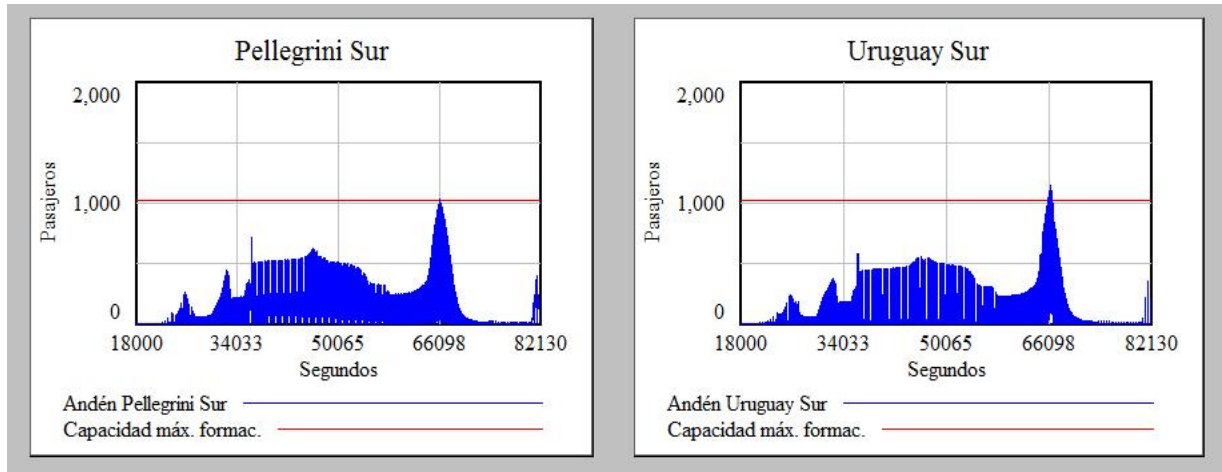 Pellegrini Sur
2,000
1,000
0
Pasajeros
18000 34033 50065 66098 82130
Segundos
Andén Pellegrini Sur
Capacidad máx. formac.
Uruguay Sur
2,000
1,000
0
Pasajeros
18000 34033 50065 66098 82130
Segundos
Andén Uruguay Sur
Capacidad máx. formac.